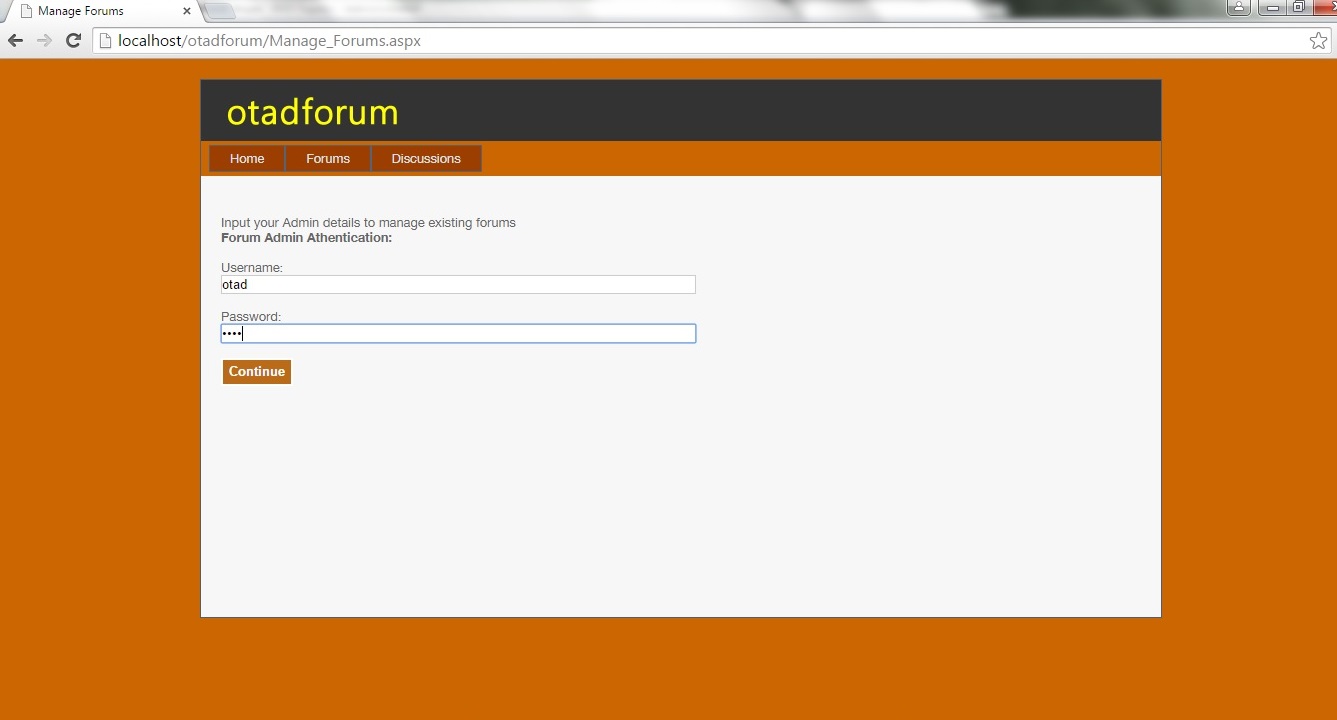 Manage Forums
localhost/otadforum/Manage_Forums.aspx
otadforum
Home Forums Discussions
Input your Admin details to manage existing forums
Forum Admin Athentication:
Username:
otad
Password:
••••
Continue